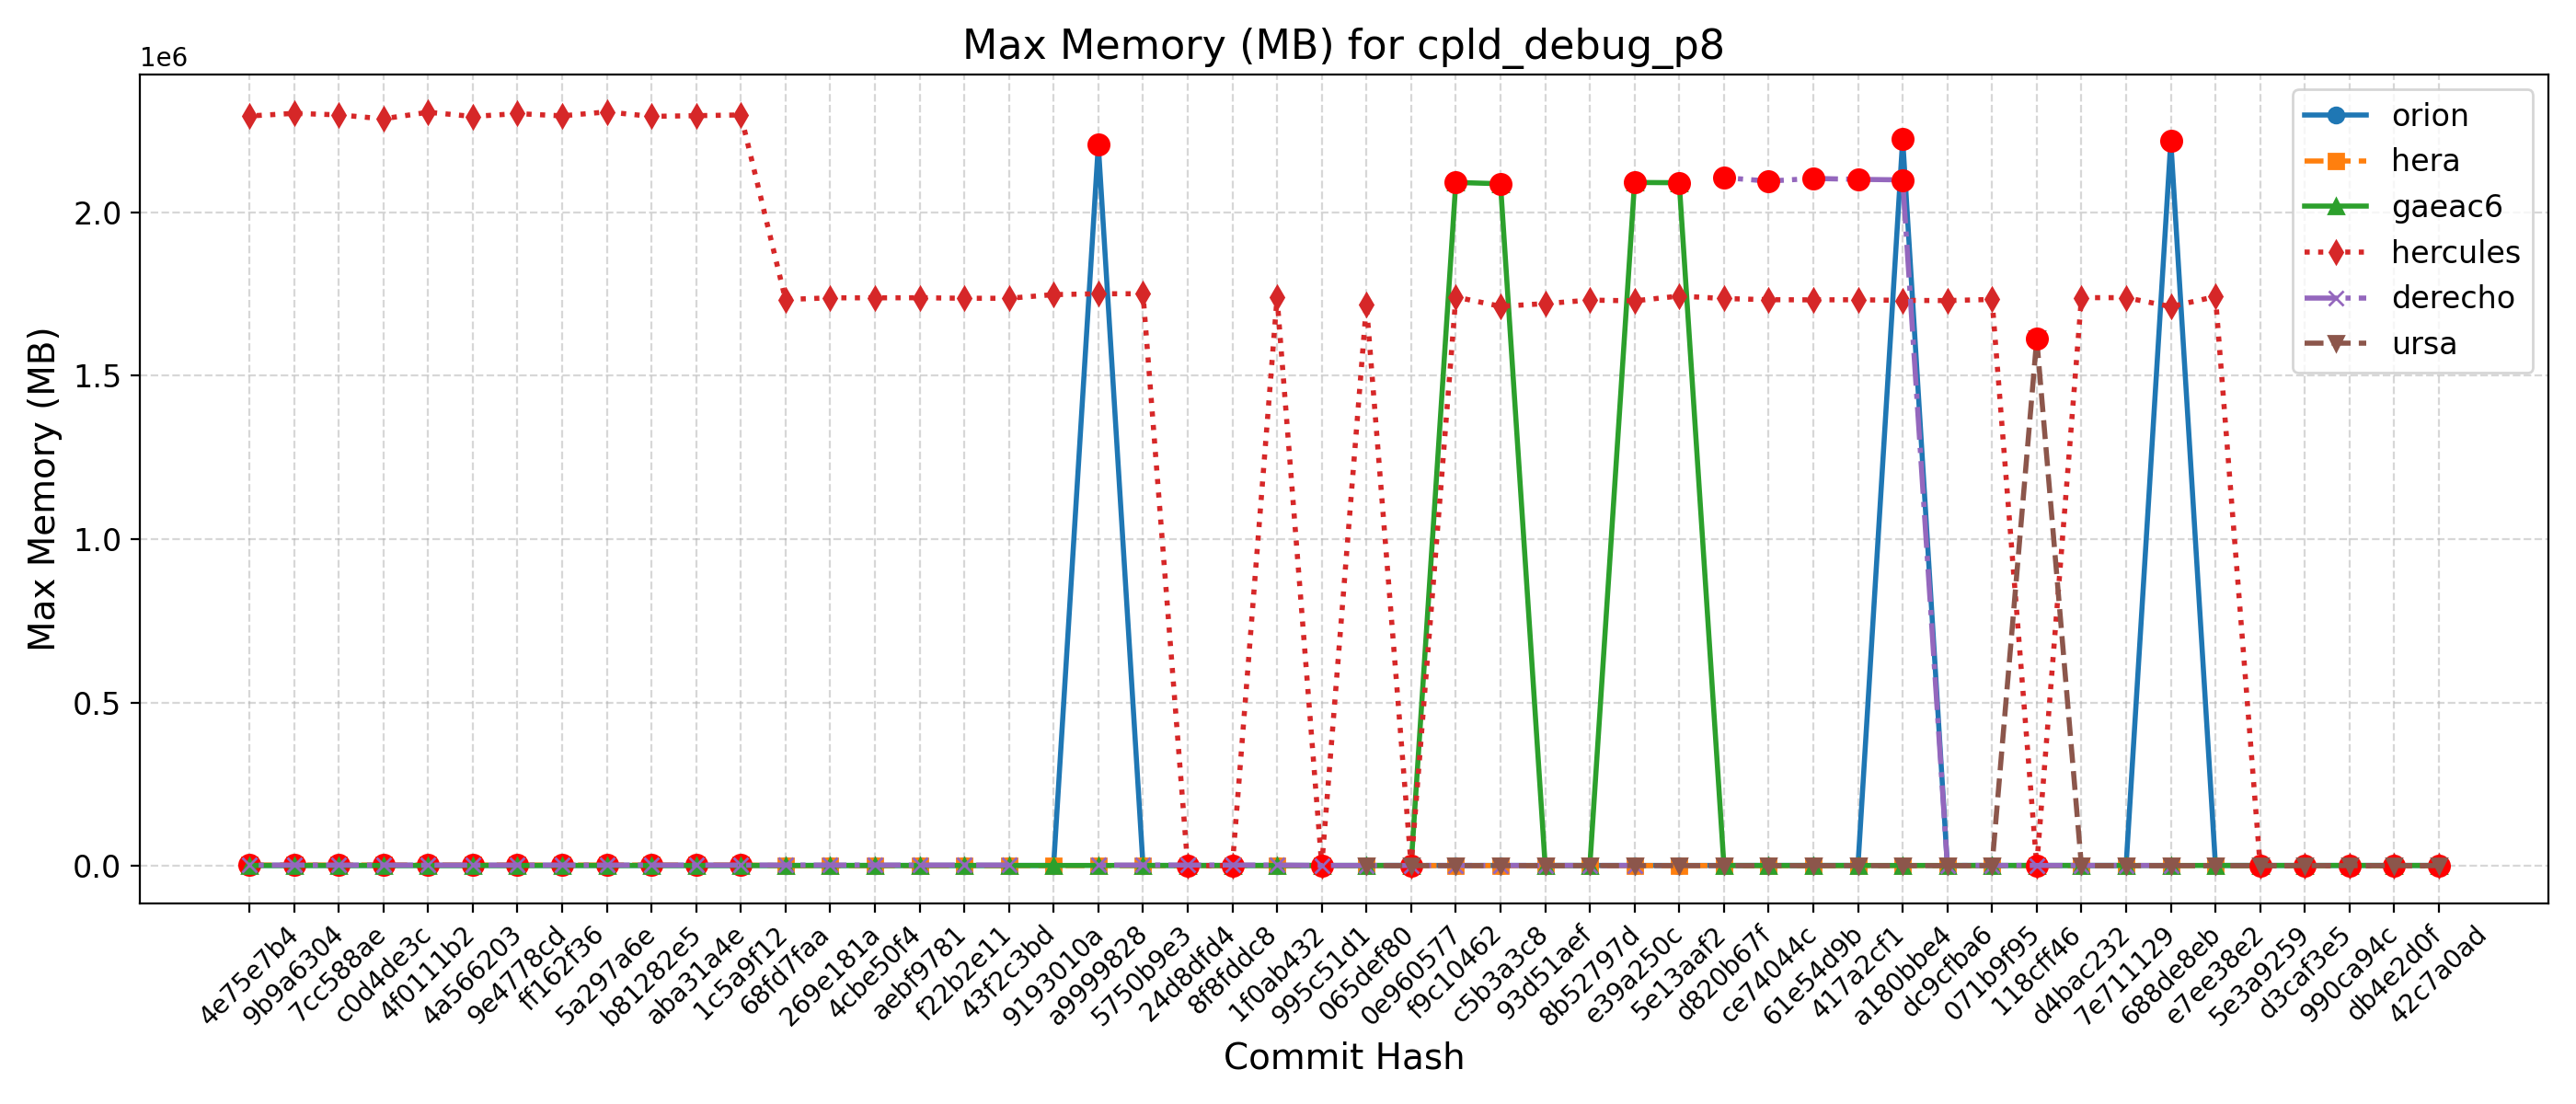 Max Memory (MB) for cpld_debug_p8
1e6
2.0
1.5
1.0
0.5
0.0
Max Memory (MB)
orion
hera
gaeac6
hercules
derecho
ursa
4e75e7b4
9b9a6304
7cc588ae
c0d4de3c
4f0111b2
4a566203
9e4778cd
ff162f36
5a297a6e
b81282e5
aba31a4e
1c5a9f12
68fd7faa
269e181a
4cbe50f4
aebf9781
f22b2e11
43f2c3bd
9193010a
a9999828
5750b9e3
24d8dfd4
8f8fddc8
1f0ab432
995c51d1
065def80
0e960577
f9c10462
c5b3a3c8
93d51aef
8b52797d
e39a250c
5e13aaf2
d820b67f
ce74044c
61e54d9b
417a2cf1
a180bbe4
dc9cfba6
071b9f95
118cff46
d4bac232
7e711129
688de8eb
e7ee38e2
5e3a9259
d3caf3e5
990ca94c
db4e2d0f
42c7a0ad
Commit Hash